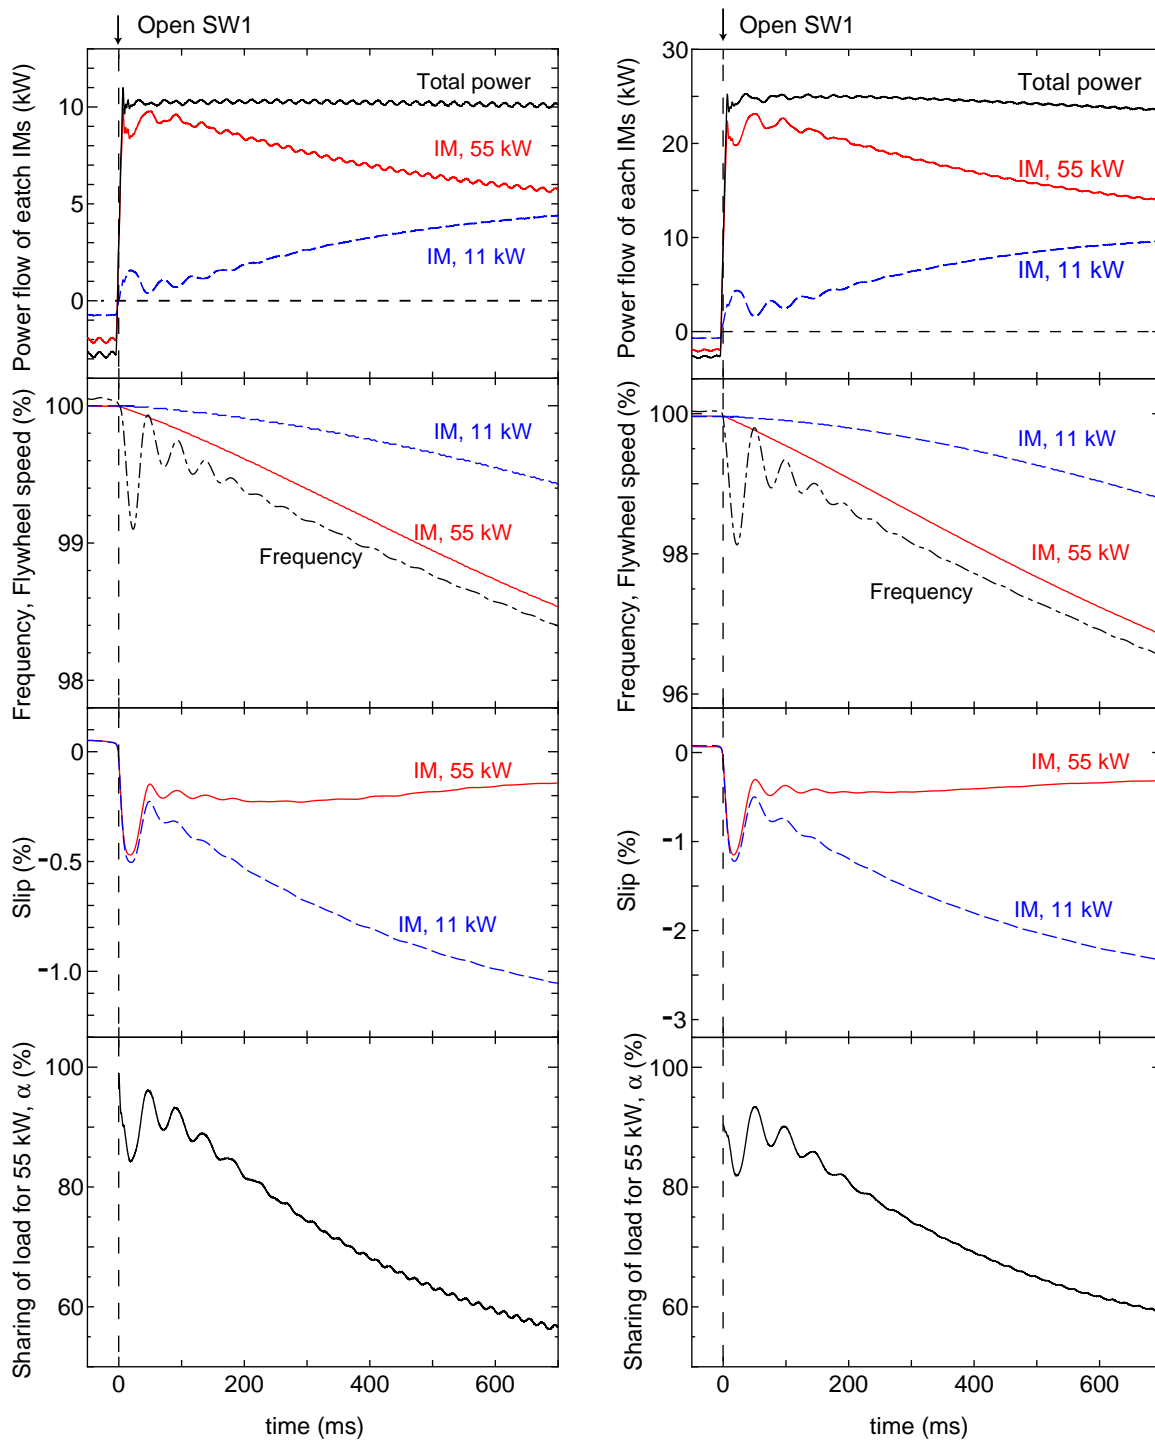 Open SW1
Power flow of eatch IMs (kW)
10
5
0
Total power
IM, 55 kW
IM, 11 kW
Frequency, Flywheel speed (%)
100
99
98
IM, 11 kW
IM, 55 kW
Frequency
Slip (%)
0
-0.5
-1.0
IM, 55 kW
IM, 11 kW
Sharing of load for 55 kW, α (%)
100
80
60
0 200 400 600
time (ms)
Open SW1
Power flow of each IMs (kW)
30
20
10
0
Total power
IM, 55 kW
IM, 11 kW
Frequency, Flywheel speed (%)
100
98
96
IM, 11 kW
IM, 55 kW
Frequency
Slip (%)
0
-1
-2
-3
IM, 55 kW
IM, 11 kW
Sharing of load for 55 kW, α (%)
100
80
60
0 200 400 600
time (ms)